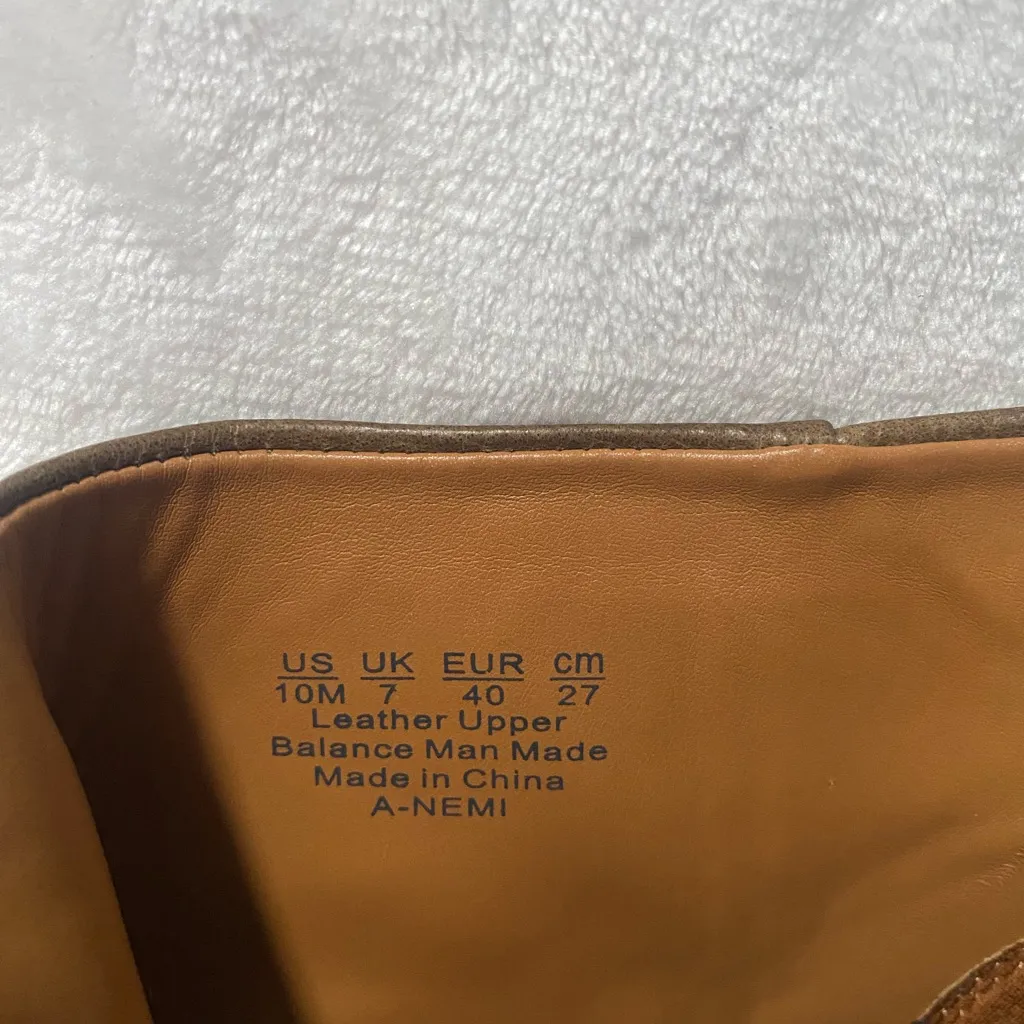 US UK EUR cm
10M 7 40 27
Leather Upper
Balance Man Made
Made in China
A-NEMI